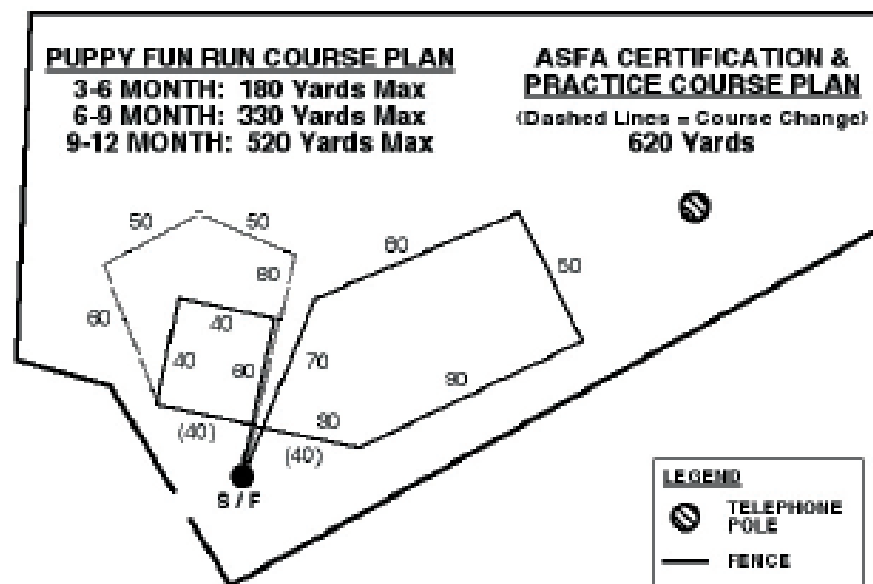 PUPPY FUN RUN COURSE PLAN
3-6 MONTH: 180 Yards Max
6-9 MONTH: 330 Yards Max
9-12 MONTH: 520 Yards Max
ASFA CERTIFICATION &
PRACTICE COURSE PLAN
(Dashed Lines = Course Change)
620 Yards
50
50
80
60
40
40
60
70
80
50
90
90
(40)
(40)
S / F
LEGEND
TELEPHONE
POLE
FENCE